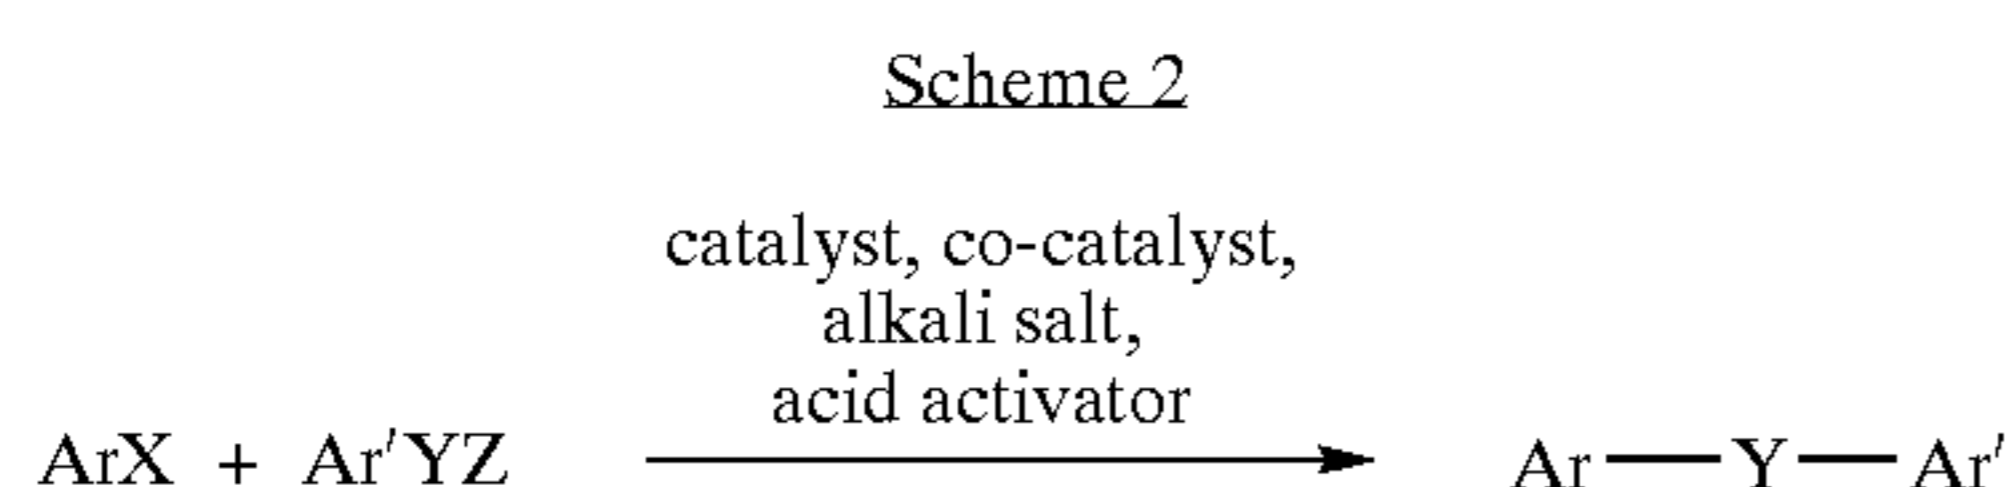 Scheme 2
catalyst, co-catalyst,
alkali salt,
acid activator
ArX + Ar′YZ Ar—Y—Ar′